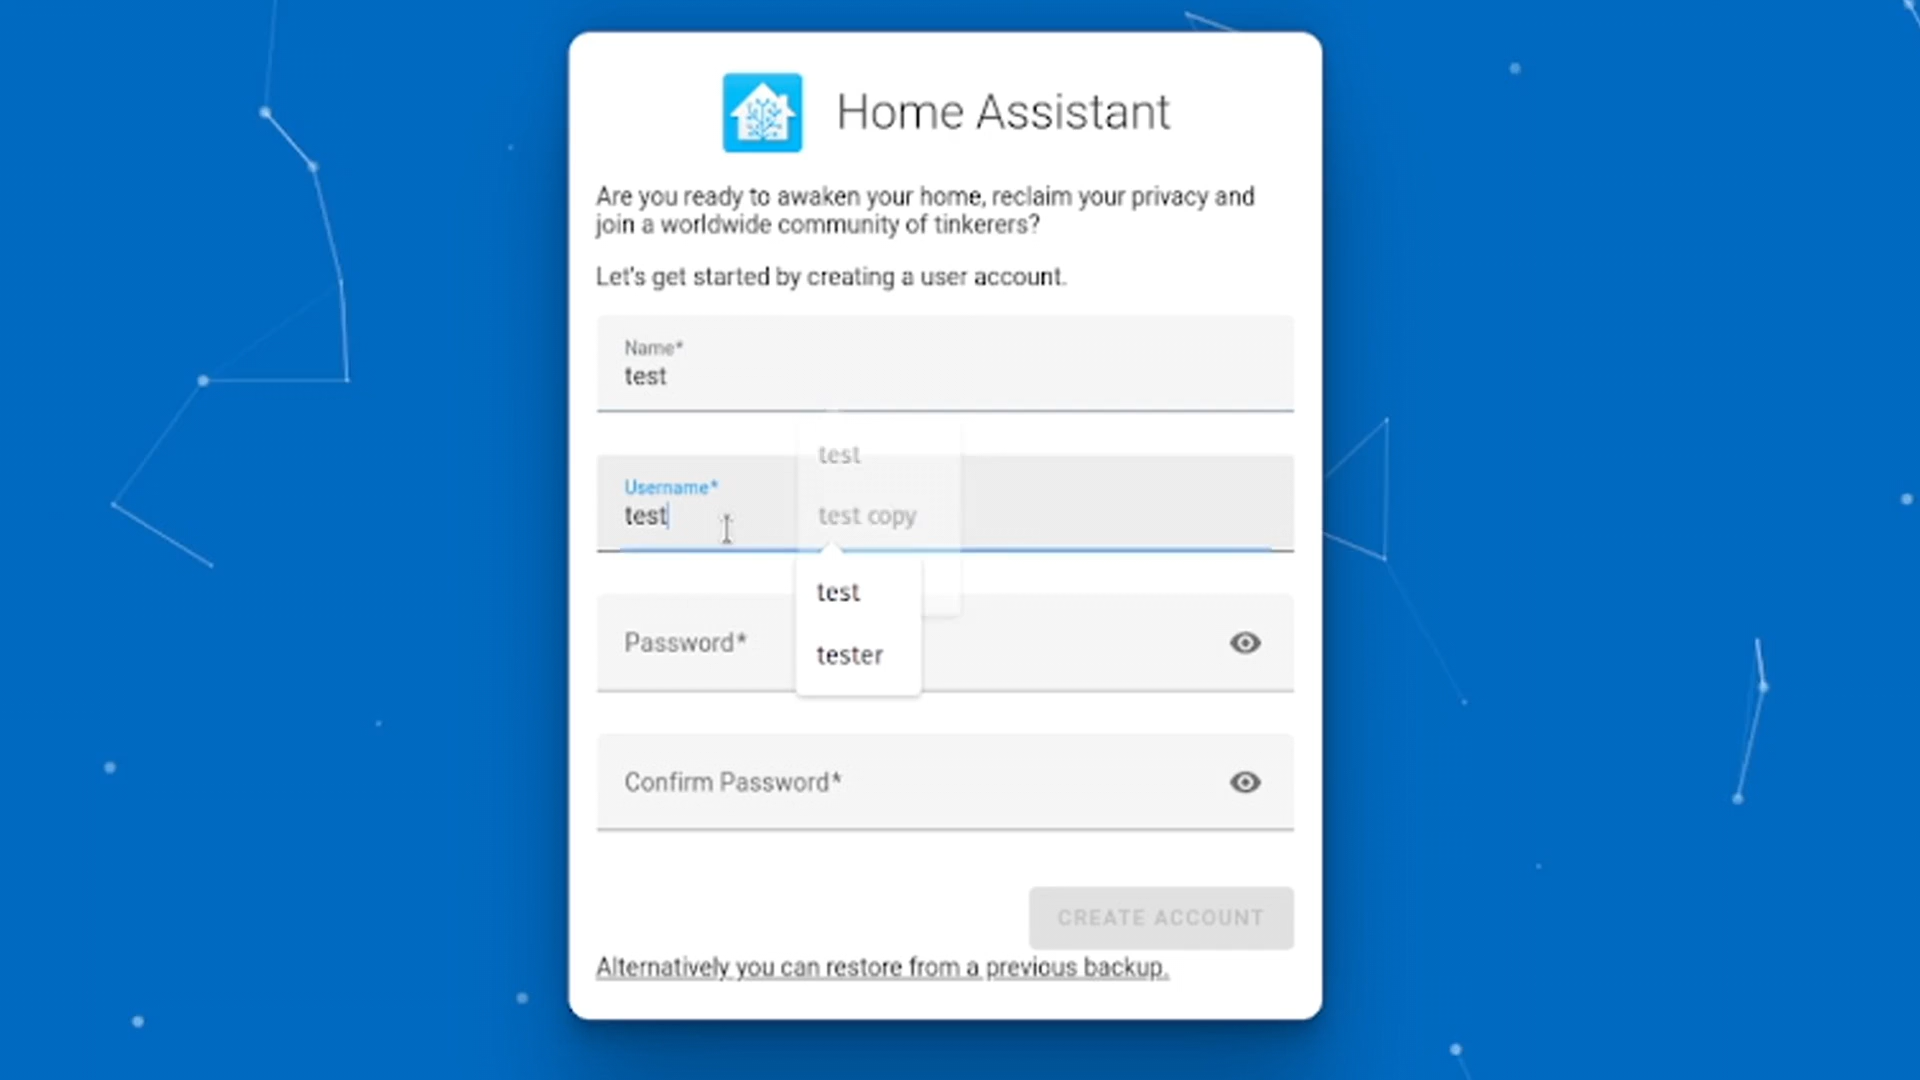 Home Assistant
Are you ready to awaken your home, reclaim your privacy and
join a worldwide community of tinkerers?
Let's get started by creating a user account.
Name*
test
test
Username*
test
test copy
test
Password*
tester
Confirm Password*
CREATE ACCOUNT
Alternatively you can restore from a previous backup.